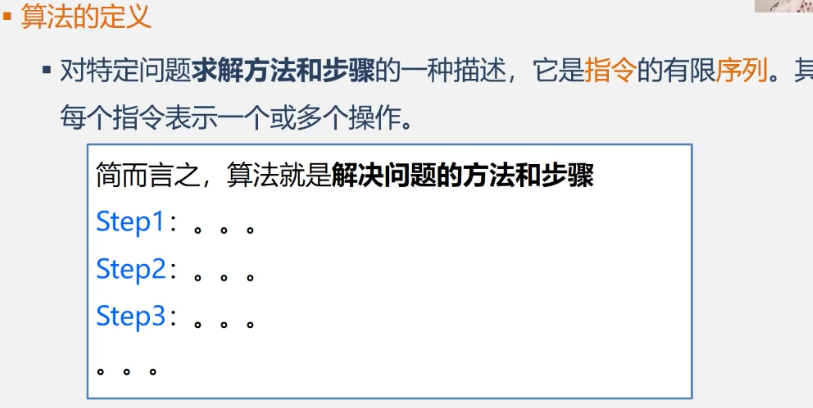 ▪ 算法的定义
▪ 对特定问题求解方法和步骤的一种描述，它是指令的有限序列。其
每个指令表示一个或多个操作。
简而言之，算法就是解决问题的方法和步骤
Step1：。。。
Step2：。。。
Step3：。。。
。。。